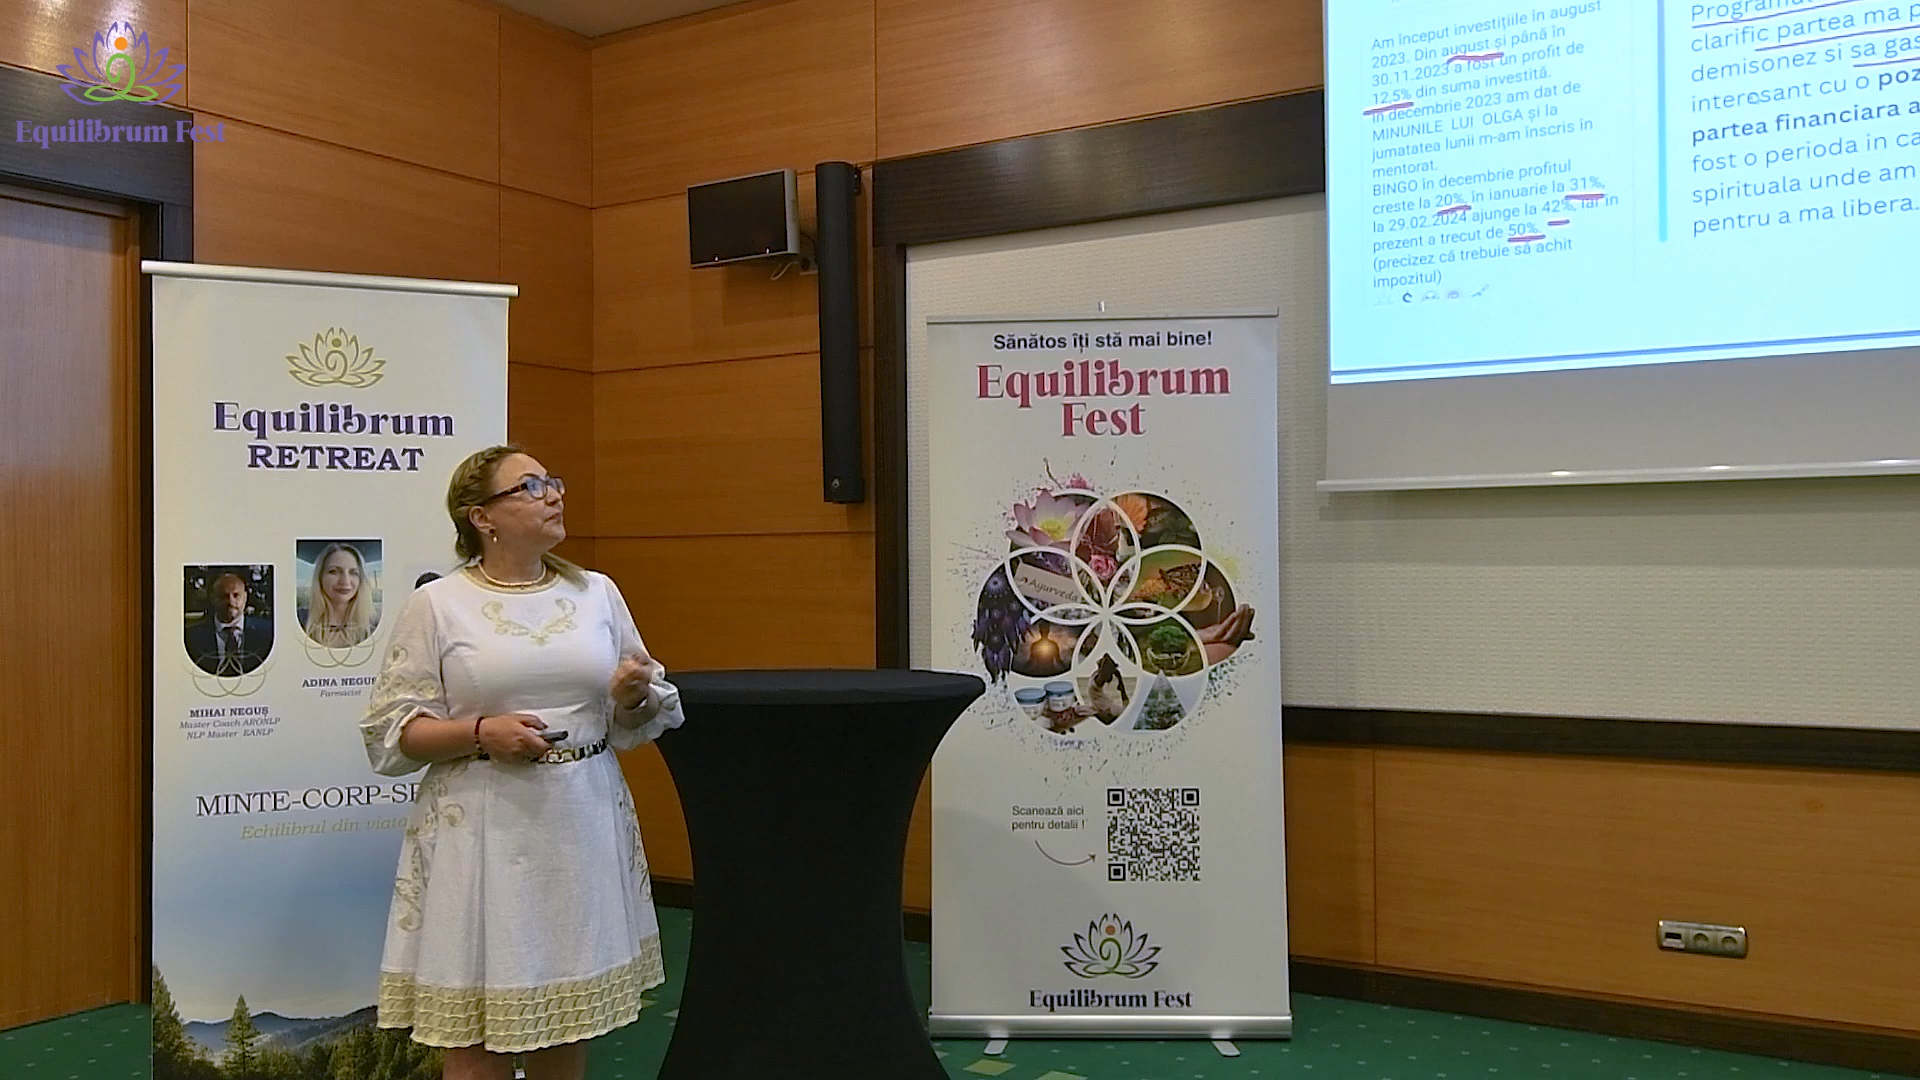 Equilibrum Fest
Equilibrum
RETREAT
MIHAI NEGUȘ
Master Coach ARONLP
NLP Master EANLP
ADINA NEGUȘ
Farmacist
MINTE-CORP-SP
Echilibrul din viața
Sănătos îți stă mai bine!
Equilibrum
Fest
Ayurveda
Scanează aici
pentru detalii !
Equilibrum Fest
Am început investițiile în august
2023. Din august și până în
30.11.2023 a fost un profit de
12,5% din suma investită.
În decembrie 2023 am dat de
MINUNILE LUI OLGA și la
jumatatea lunii m-am înscris în
mentorat.
BINGO în decembrie profitul
creste la 20%, în ianuarie la 31%,
la 29.02.2024 ajunge la 42%, iar în
prezent a trecut de 50%.
(precizez că trebuie să achit
impozitul)
Programul
clarific partea ma p
demisonez si sa gas
interesant cu o poz
partea financiara a
fost o perioda in ca
spirituala unde am
pentru a ma libera.